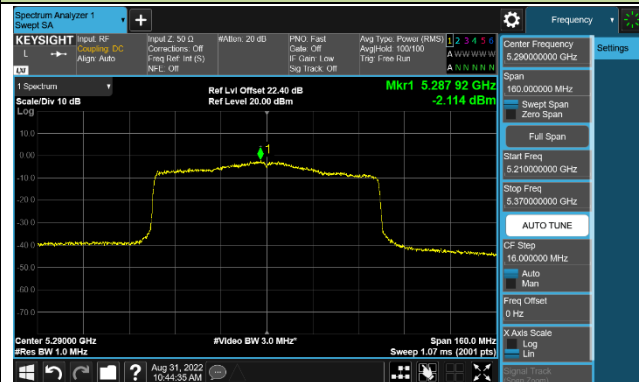 Spectrum Analyzer 1
Swept SA
Frequency
KEYSIGHT
L
LXI
Input: RF
Coupling: DC
Align: Auto
Input Z: 50 Ω
Corrections: Off
Freq Ref: Int (S)
NFE: Off
#Atten: 20 dB
PNO: Fast
Gate: Off
IF Gain: Low
Sig Track: Off
Avg Type: Power (RMS)
Avg|Hold: 100/100
Trig: Free Run
1 2 3 4 5 6
A W W W W W
A N N N N N
1 Spectrum
Scale/Div 10 dB
Log
Ref Lvl Offset 22.40 dB
Ref Level 20.00 dBm
Mkr1 5.287 92 GHz
-2.114 dBm
1
10.0
0.00
-10.0
-20.0
-30.0
-40.0
-50.0
-60.0
-70.0
Center 5.29000 GHz
#Res BW 1.0 MHz
#Video BW 3.0 MHz*
Span 160.0 MHz
Sweep 1.07 ms (2001 pts)
Aug 31, 2022
10:44:35 AM
Center Frequency
5.290000000 GHz
Settings
Span
160.000000 MHz
Swept Span
Zero Span
Full Span
Start Freq
5.210000000 GHz
Stop Freq
5.370000000 GHz
AUTO TUNE
CF Step
16.000000 MHz
Auto
Man
Freq Offset
0 Hz
X Axis Scale
Log
Lin
Signal Track
(Span Zoom)